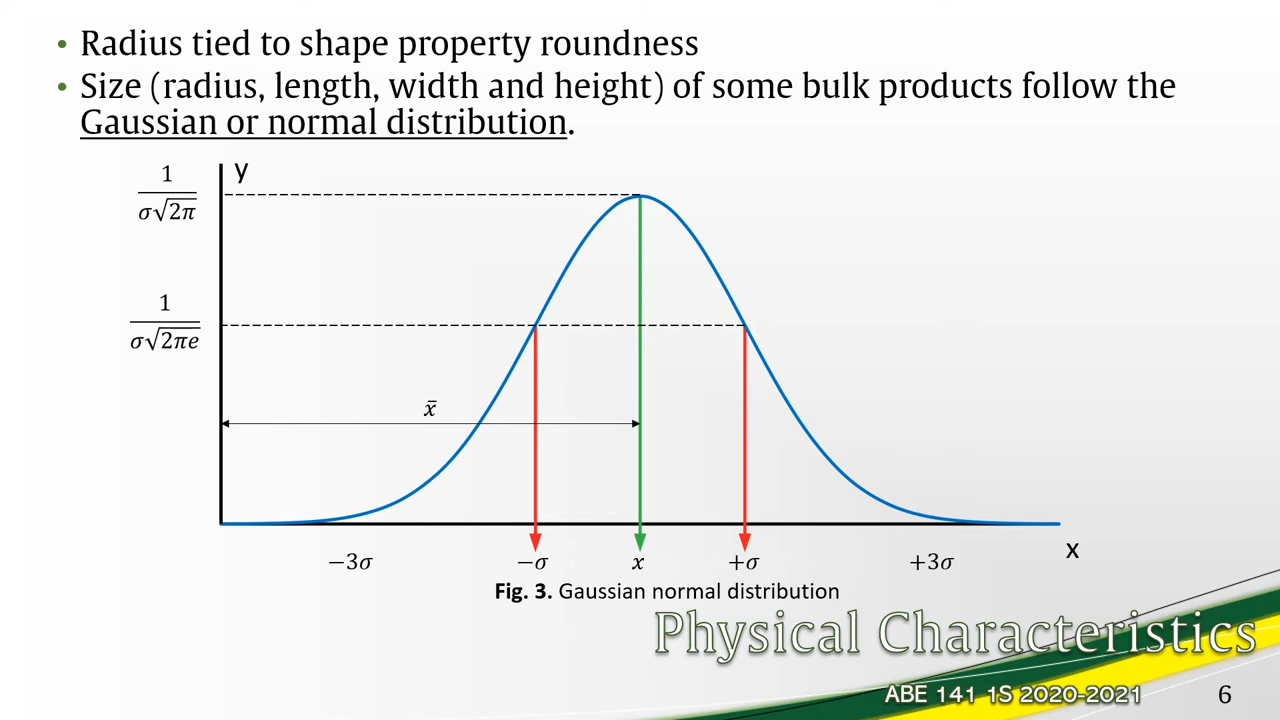 • Radius tied to shape property roundness
• Size (radius, length, width and height) of some bulk products follow the
Gaussian or normal distribution.
y
1
σ√2π
1
σ√2πe
x̄
x
−3σ −σ x +σ +3σ
Fig. 3. Gaussian normal distribution
Physical Characteristics
ABE 141 1S 2020-2021 6